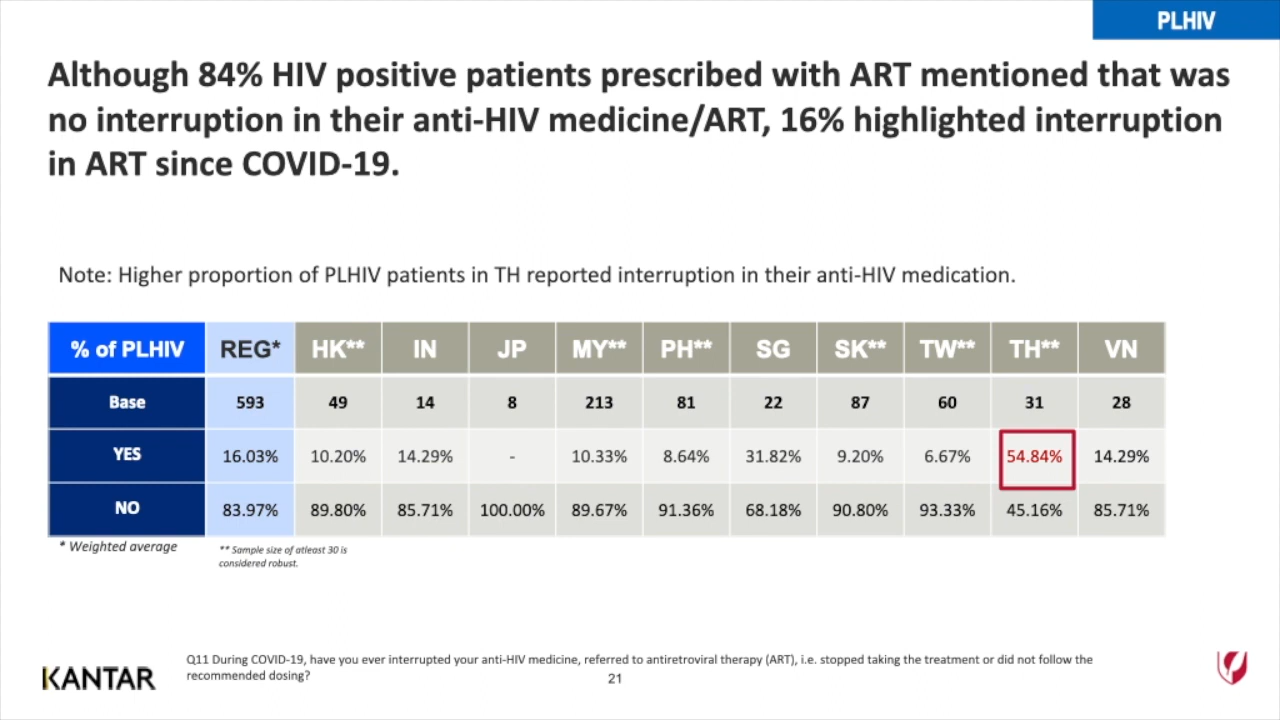 PLHIV
Although 84% HIV positive patients prescribed with ART mentioned that was
no interruption in their anti-HIV medicine/ART, 16% highlighted interruption
in ART since COVID-19.
Note: Higher proportion of PLHIV patients in TH reported interruption in their anti-HIV medication.
% of PLHIV REG* HK** IN JP MY** PH** SG SK** TW** TH** VN
Base 593 49 14 8 213 81 22 87 60 31 28
YES 16.03% 10.20% 14.29% - 10.33% 8.64% 31.82% 9.20% 6.67% 54.84% 14.29%
NO 83.97% 89.80% 85.71% 100.00% 89.67% 91.36% 68.18% 90.80% 93.33% 45.16% 85.71%
* Weighted average
** Sample size of atleast 30 is
considered robust.
Q11 During COVID-19, have you ever interrupted your anti-HIV medicine, referred to antiretroviral therapy (ART), i.e. stopped taking the treatment or did not follow the
recommended dosing?
KANTAR
21